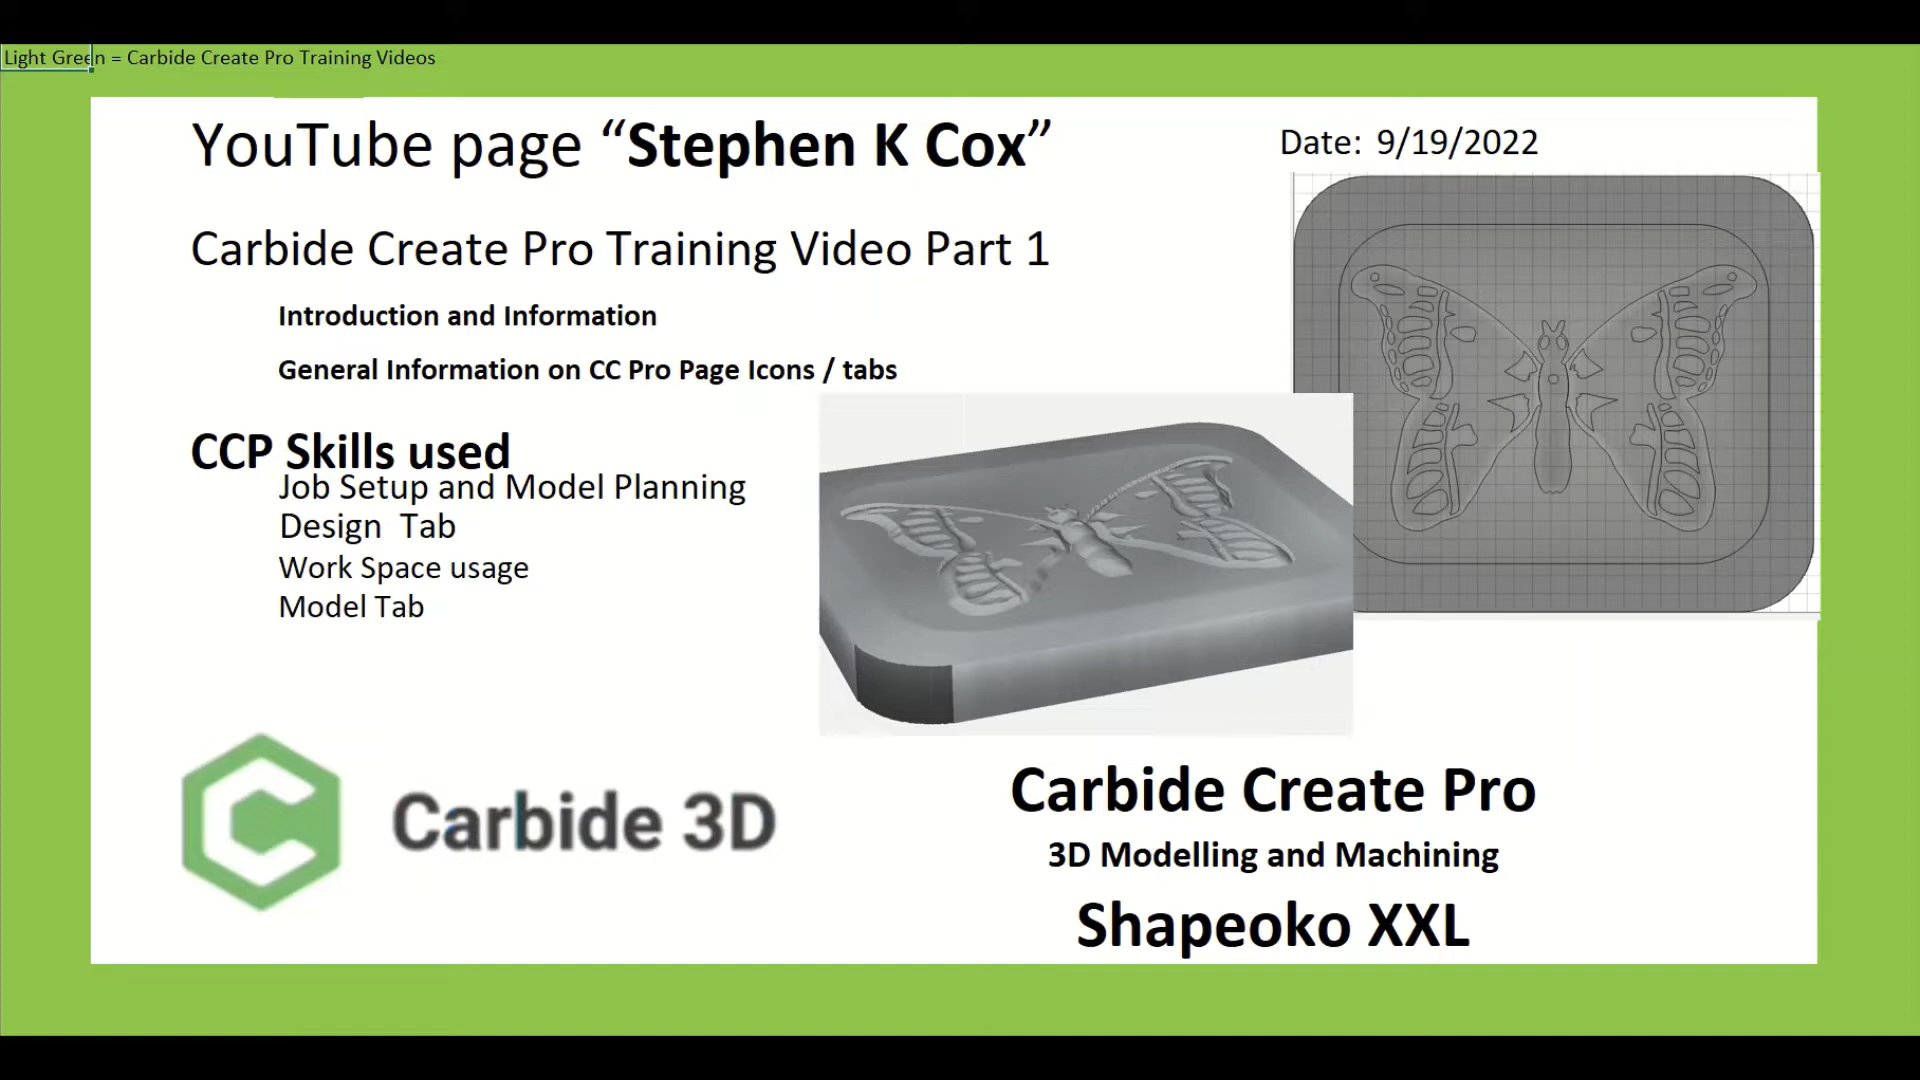 Light Green = Carbide Create Pro Training Videos
YouTube page “Stephen K Cox”
Date: 9/19/2022
Carbide Create Pro Training Video Part 1
Introduction and Information
General Information on CC Pro Page Icons / tabs
CCP Skills used
Job Setup and Model Planning
Design Tab
Work Space usage
Model Tab
Carbide 3D
Carbide Create Pro
3D Modelling and Machining
Shapeoko XXL